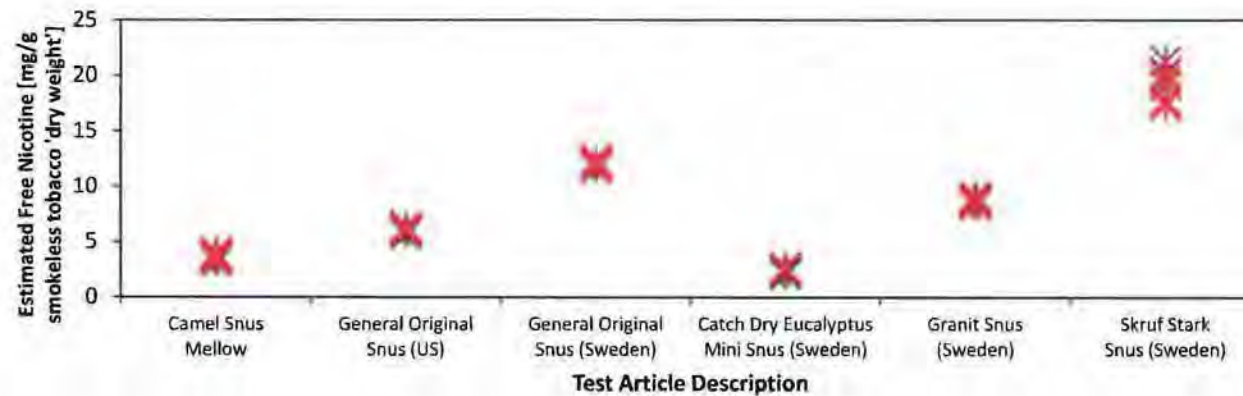 Estimated Free Nicotine [mg/g
smokeless tobacco 'dry weight']
25
20
15
10
5
0
Camel Snus
Mellow
General Original
Snus (US)
General Original
Snus (Sweden)
Catch Dry Eucalyptus
Mini Snus (Sweden)
Granit Snus
(Sweden)
Skruf Stark
Snus (Sweden)
Test Article Description